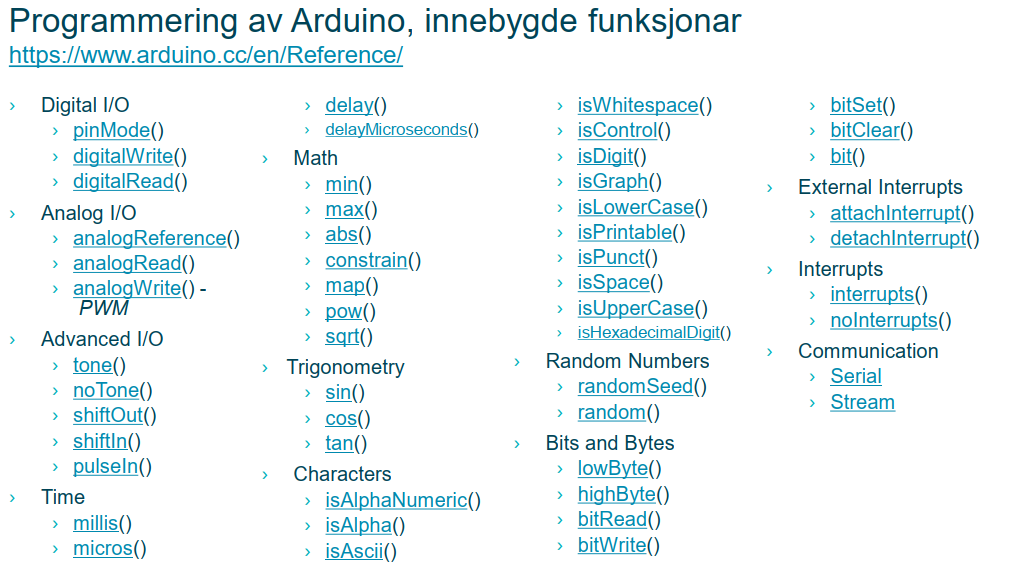 Programmering av Arduino, innebygde funksjonar
https://www.arduino.cc/en/Reference/
› Digital I/O
› pinMode()
› digitalWrite()
› digitalRead()
› Analog I/O
› analogReference()
› analogRead()
› analogWrite() -
PWM
› Advanced I/O
› tone()
› noTone()
› shiftOut()
› shiftIn()
› pulseIn()
› Time
› millis()
› micros()
› delay()
› delayMicroseconds()
› Math
› min()
› max()
› abs()
› constrain()
› map()
› pow()
› sqrt()
› Trigonometry
› sin()
› cos()
› tan()
› Characters
› isAlphaNumeric()
› isAlpha()
› isAscii()
› isWhitespace()
› isControl()
› isDigit()
› isGraph()
› isLowerCase()
› isPrintable()
› isPunct()
› isSpace()
› isUpperCase()
› isHexadecimalDigit()
› Random Numbers
› randomSeed()
› random()
› Bits and Bytes
› lowByte()
› highByte()
› bitRead()
› bitWrite()
› bitSet()
› bitClear()
› bit()
› External Interrupts
› attachInterrupt()
› detachInterrupt()
› Interrupts
› interrupts()
› noInterrupts()
› Communication
› Serial
› Stream